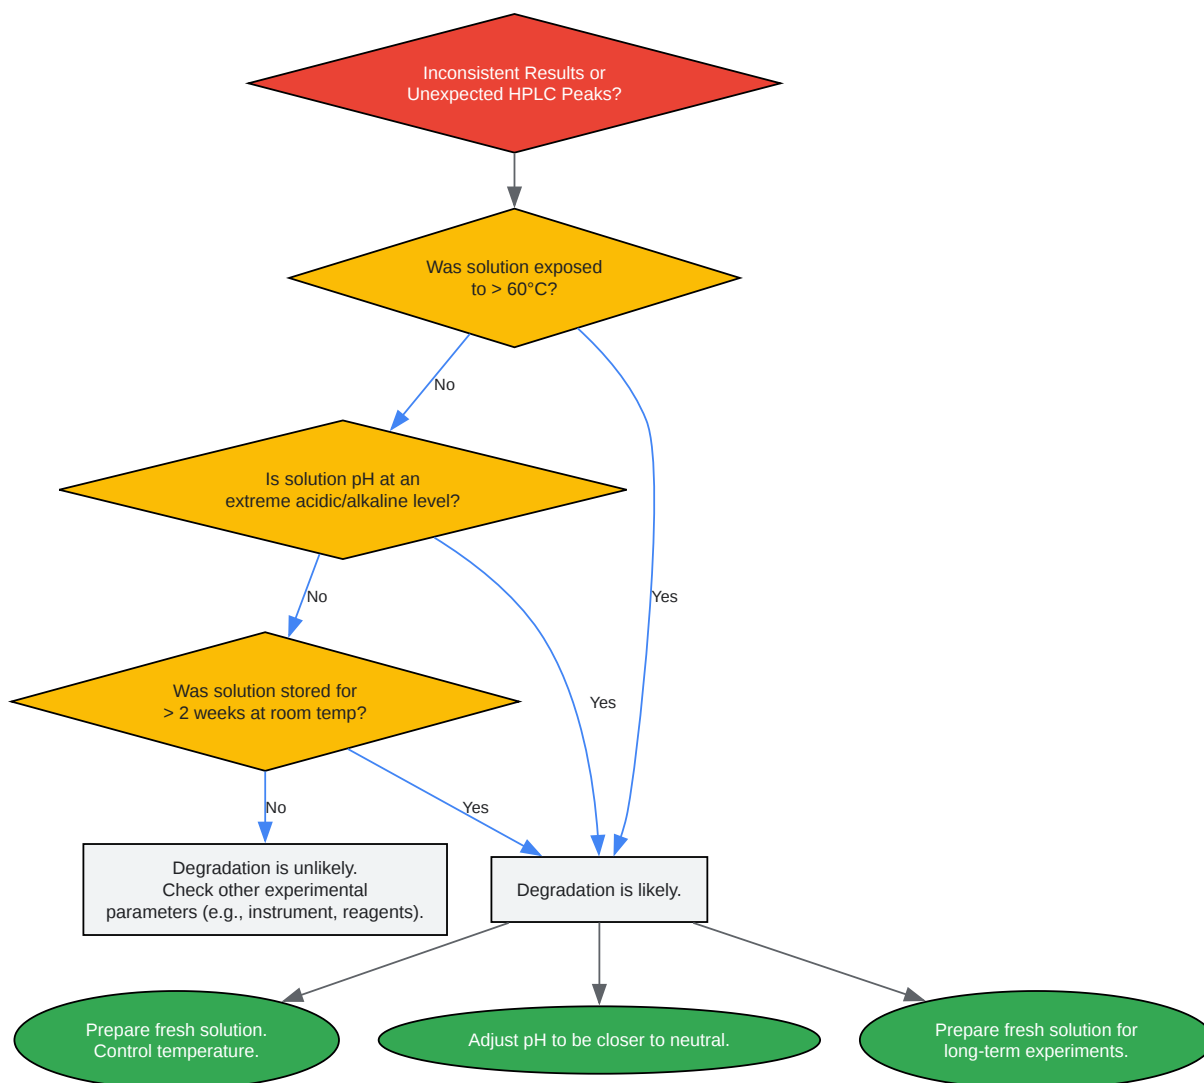 Inconsistent Results or
Unexpected HPLC Peaks?
Was solution exposed
to > 60°C?
No
Is solution pH at an
extreme acidic/alkaline level?
No
Yes
Was solution stored for
> 2 weeks at room temp?
Yes
No
Yes
Degradation is unlikely.
Check other experimental
parameters (e.g., instrument, reagents).
Degradation is likely.
Prepare fresh solution.
Control temperature.
Adjust pH to be closer to neutral.
Prepare fresh solution for
long-term experiments.